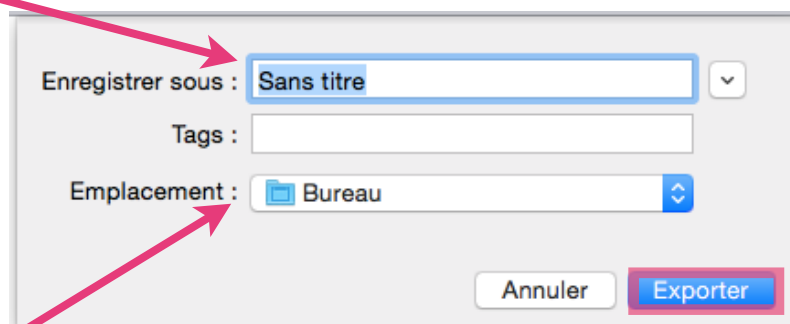 Enregistrer sous : Sans titre
Tags :
Emplacement : Bureau
Annuler Exporter